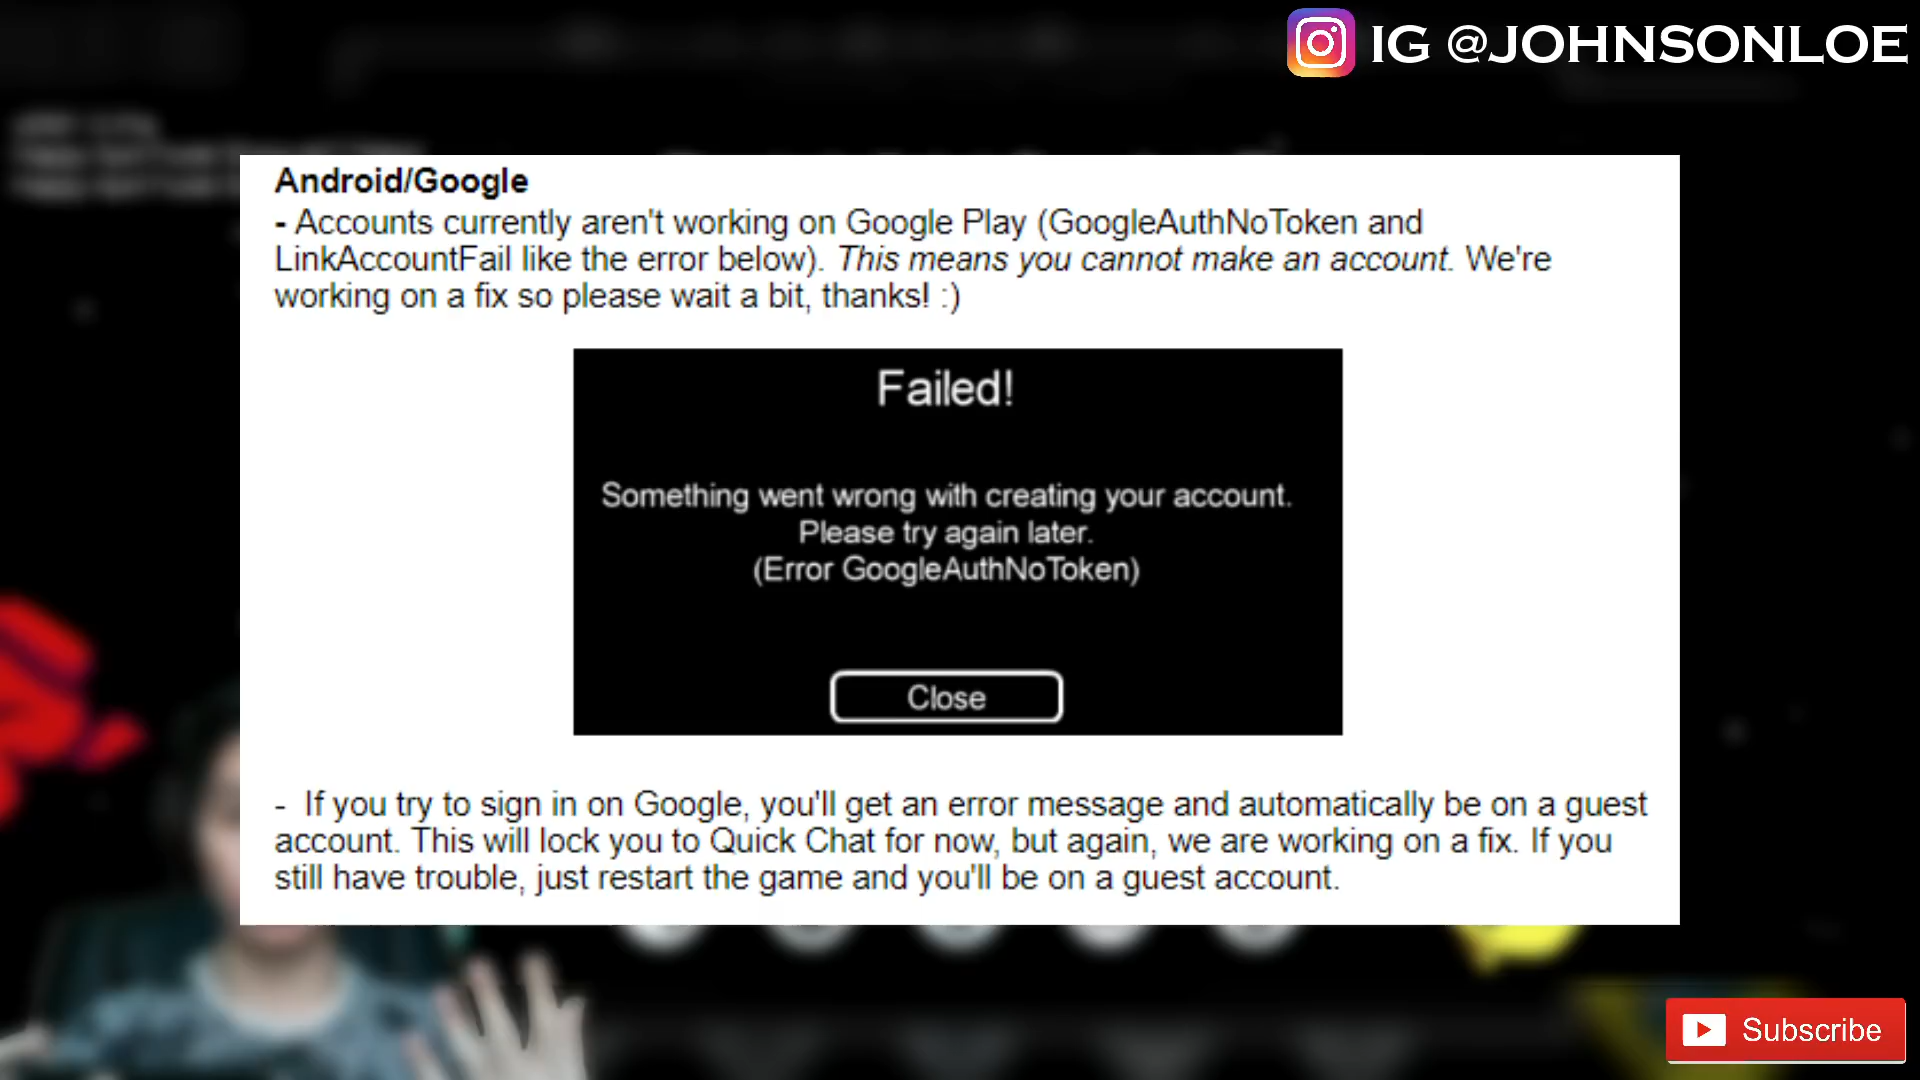 IG @JOHNSONLOE
Android/Google
- Accounts currently aren't working on Google Play (GoogleAuthNoToken and
LinkAccountFail like the error below). This means you cannot make an account. We're
working on a fix so please wait a bit, thanks! :)
Failed!
Something went wrong with creating your account.
Please try again later.
(Error GoogleAuthNoToken)
Close
- If you try to sign in on Google, you'll get an error message and automatically be on a guest
account. This will lock you to Quick Chat for now, but again, we are working on a fix. If you
still have trouble, just restart the game and you'll be on a guest account.
Subscribe